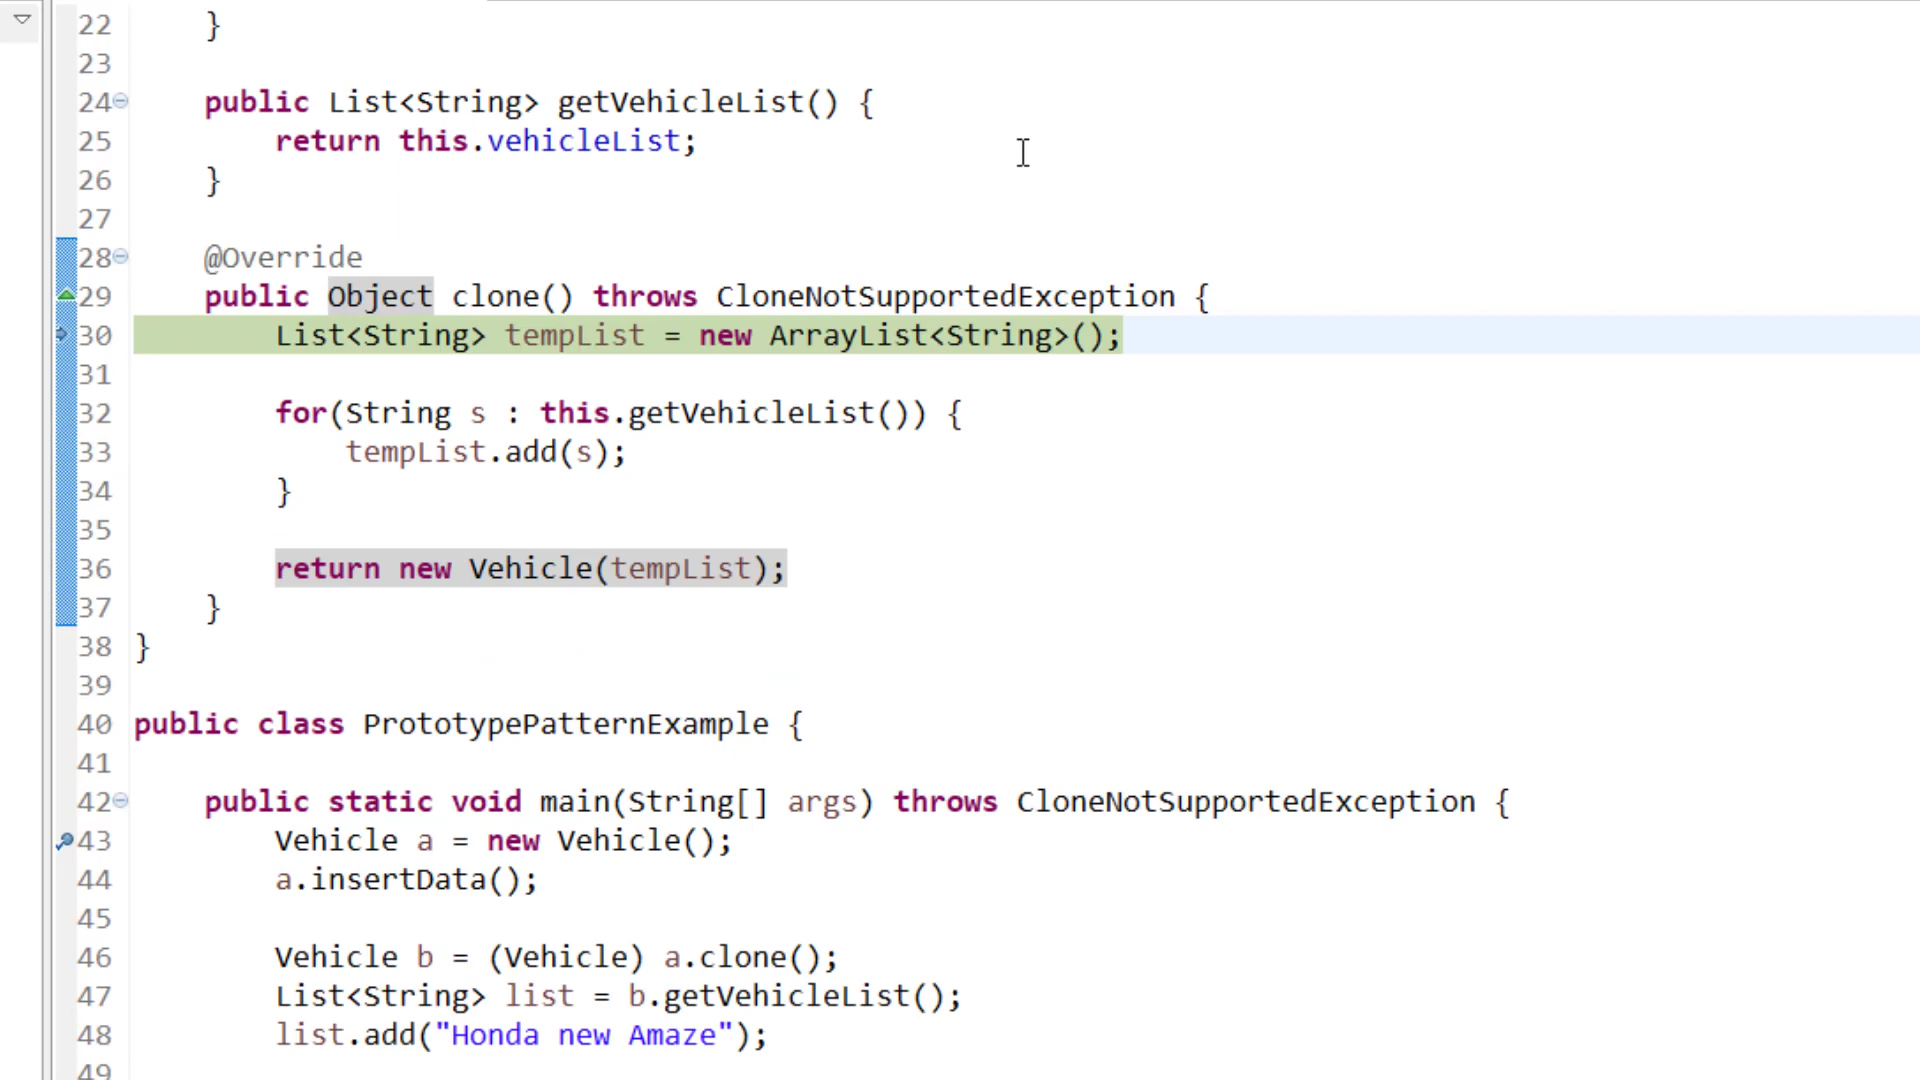 22 }
23
24 public List<String> getVehicleList() {
25 return this.vehicleList;
26 }
27
28 @Override
29 public Object clone() throws CloneNotSupportedException {
30 List<String> tempList = new ArrayList<String>();
31
32 for(String s : this.getVehicleList()) {
33 tempList.add(s);
34 }
35
36 return new Vehicle(tempList);
37 }
38 }
39
40 public class PrototypePatternExample {
41
42 public static void main(String[] args) throws CloneNotSupportedException {
43 Vehicle a = new Vehicle();
44 a.insertData();
45
46 Vehicle b = (Vehicle) a.clone();
47 List<String> list = b.getVehicleList();
48 list.add("Honda new Amaze");
49